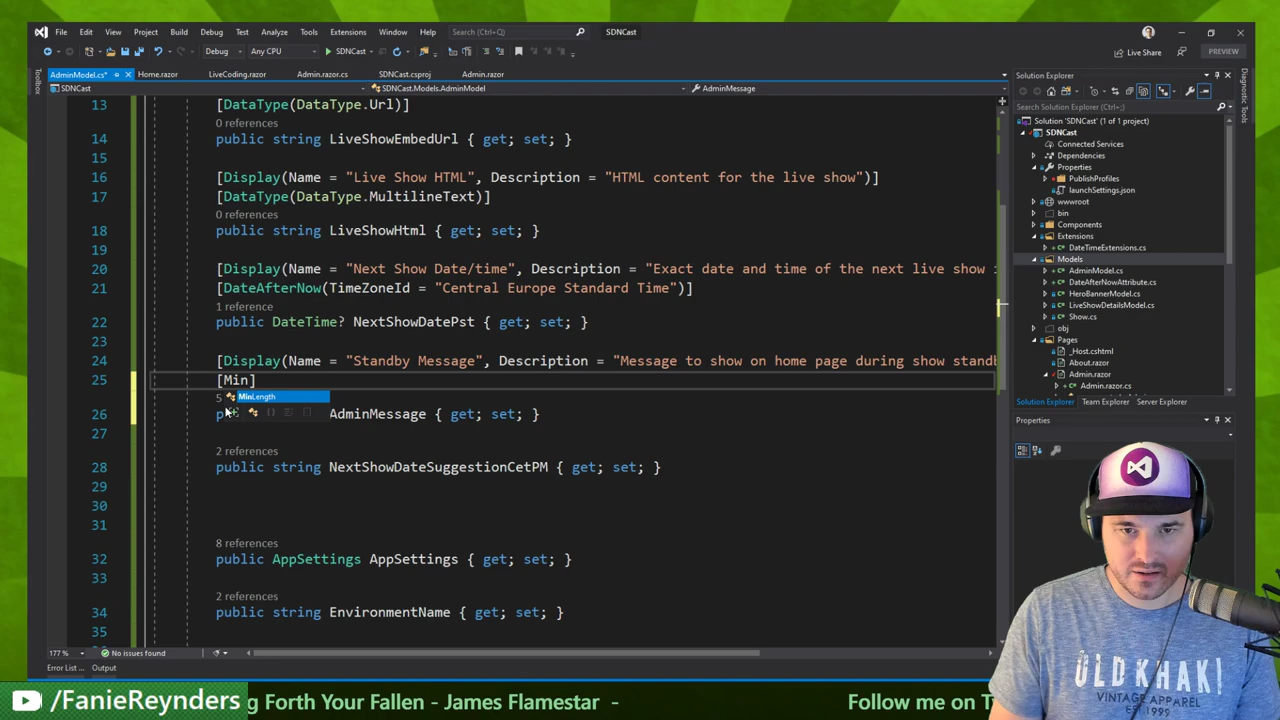 File Edit View Project Build Debug Test Analyze Tools Extensions Window Help Search (Ctrl+Q) SDNCast
Debug Any CPU SDNCast Live Share PREVIEW
Toolbox
AdminModel.cs* Home.razor LiveCoding.razor Admin.razor.cs SDNCast.csproj Admin.razor
SDNCast SDNCast.Models.AdminModel AdminMessage
13 [DataType(DataType.Url)]
0 references
14 public string LiveShowEmbedUrl { get; set; }
15
16 [Display(Name = "Live Show HTML", Description = "HTML content for the live show")]
17 [DataType(DataType.MultilineText)]
0 references
18 public string LiveShowHtml { get; set; }
19
20 [Display(Name = "Next Show Date/time", Description = "Exact date and time of the next live show
21 [DateAfterNow(TimeZoneId = "Central Europe Standard Time")]
1 reference
22 public DateTime? NextShowDatePst { get; set; }
23
24 [Display(Name = "Standby Message", Description = "Message to show on home page during show standb
25 [Min]
MinLength
5
26 p AdminMessage { get; set; }
27
2 references
28 public string NextShowDateSuggestionCetPM { get; set; }
29
30
31
8 references
32 public AppSettings AppSettings { get; set; }
33
2 references
34 public string EnvironmentName { get; set; }
35
177 % No issues found
Error List ... Output
Solution Explorer
Search Solution Explorer (Ctrl+;)
Solution 'SDNCast' (1 of 1 project)
SDNCast
Connected Services
Dependencies
Properties
PublishProfiles
launchSettings.json
wwwroot
bin
Components
Extensions
DateTimeExtensions.cs
Models
AdminModel.cs
DateAfterNowAttribute.cs
HeroBannerModel.cs
LiveShowDetailsModel.cs
Show.cs
obj
Pages
_Host.cshtml
About.razor
Admin.razor
Admin.razor.cs
Solution Explorer Team Explorer Server Explorer
Properties
Diagnostic Tools
OLD KHAKI
VINTAGE APPAREL
EST 1999
/FanieReynders
g Forth Your Fallen - James Flamestar - Follow me on T